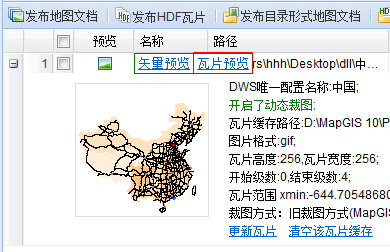 发布地图文档 发布HDF瓦片 发布目录形式地图文档
预览 名称 路径
1 矢量预览 瓦片预览 rs\hhh\Desktop\dll\中...
DWS唯一配置名称:中国;
开启了动态裁图;
瓦片缓存路径:D:\MapGIS 10\P
图片格式:gif;
瓦片高度:256,瓦片宽度:256;
开始级数:0,结束级数:4;
瓦片范围 xmin:-644.70548680
裁图方式：旧裁图方式(MapG
更新瓦片 清空该瓦片缓存